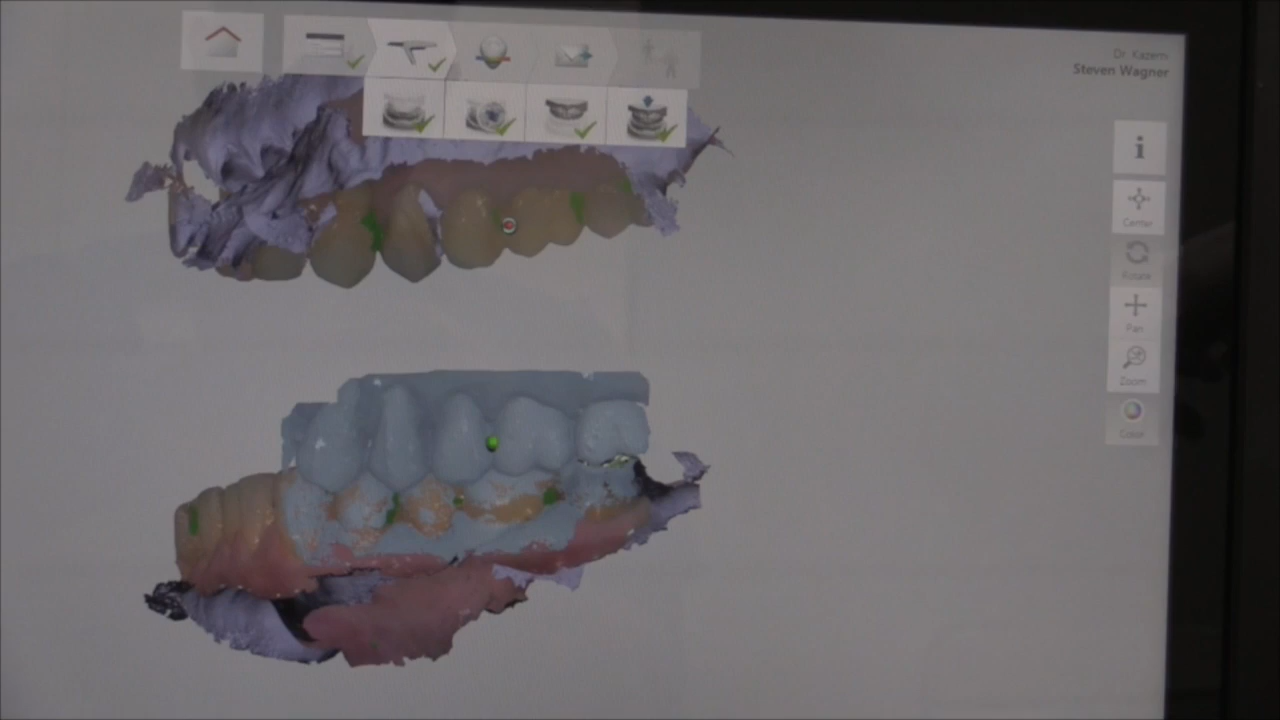 Dr. Kazem
Steven Wagner
i
Center
Rotate
Pan
Zoom
Color